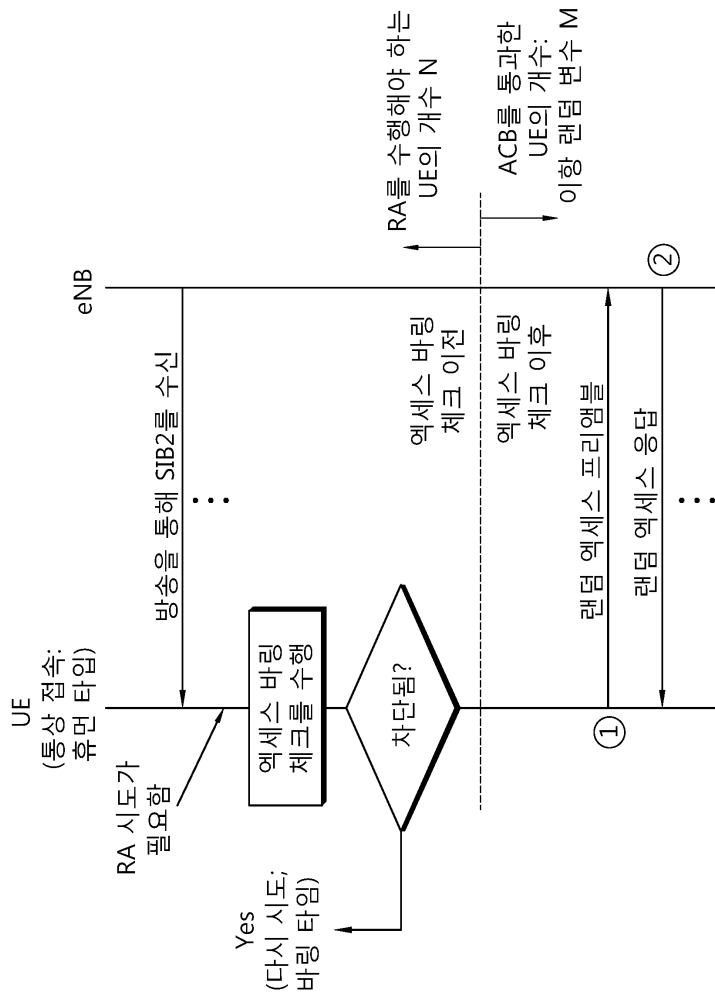 UE
(통상 접속:
휴먼 타입)
eNB
방송을 통해 SIB2를 수신
RA 시도가
필요함
엑세스 바링
체크를 수행
차단됨?
Yes
(다시 시도;
바링 타임)
엑세스 바링
체크 이전
RA를 수행해야 하는
UE의 개수 N
엑세스 바링
체크 이후
ACB를 통과한
UE의 개수:
이항 랜덤 변수 M
랜덤 엑세스 프리앰블
①
②
랜덤 엑세스 응답